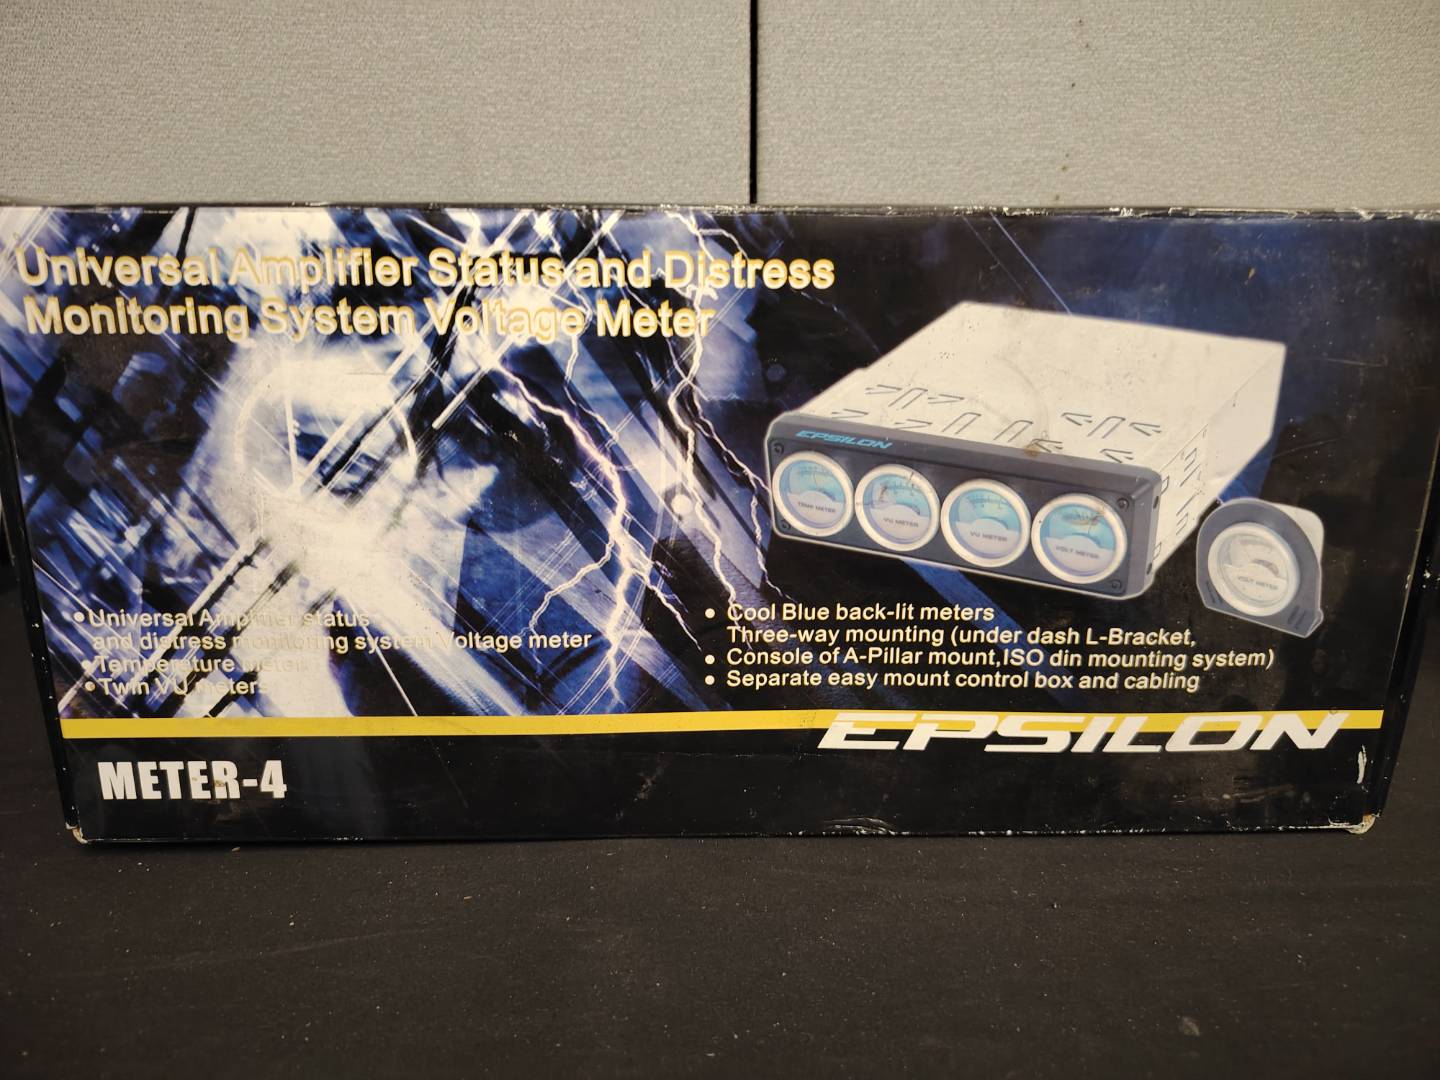 Universal Amplifier Status and Distress
Monitoring System Voltage Meter
EPSILON
TEMP METER
VU METER
VU METER
VOLT METER
VOLT METER
• Universal Amplifier status
and distress monitoring system Voltage meter
• Temperature meter
• Twin VU meters
• Cool Blue back-lit meters
Three-way mounting (under dash L-Bracket,
• Console of A-Pillar mount,ISO din mounting system)
• Separate easy mount control box and cabling
EPSILON
METER-4